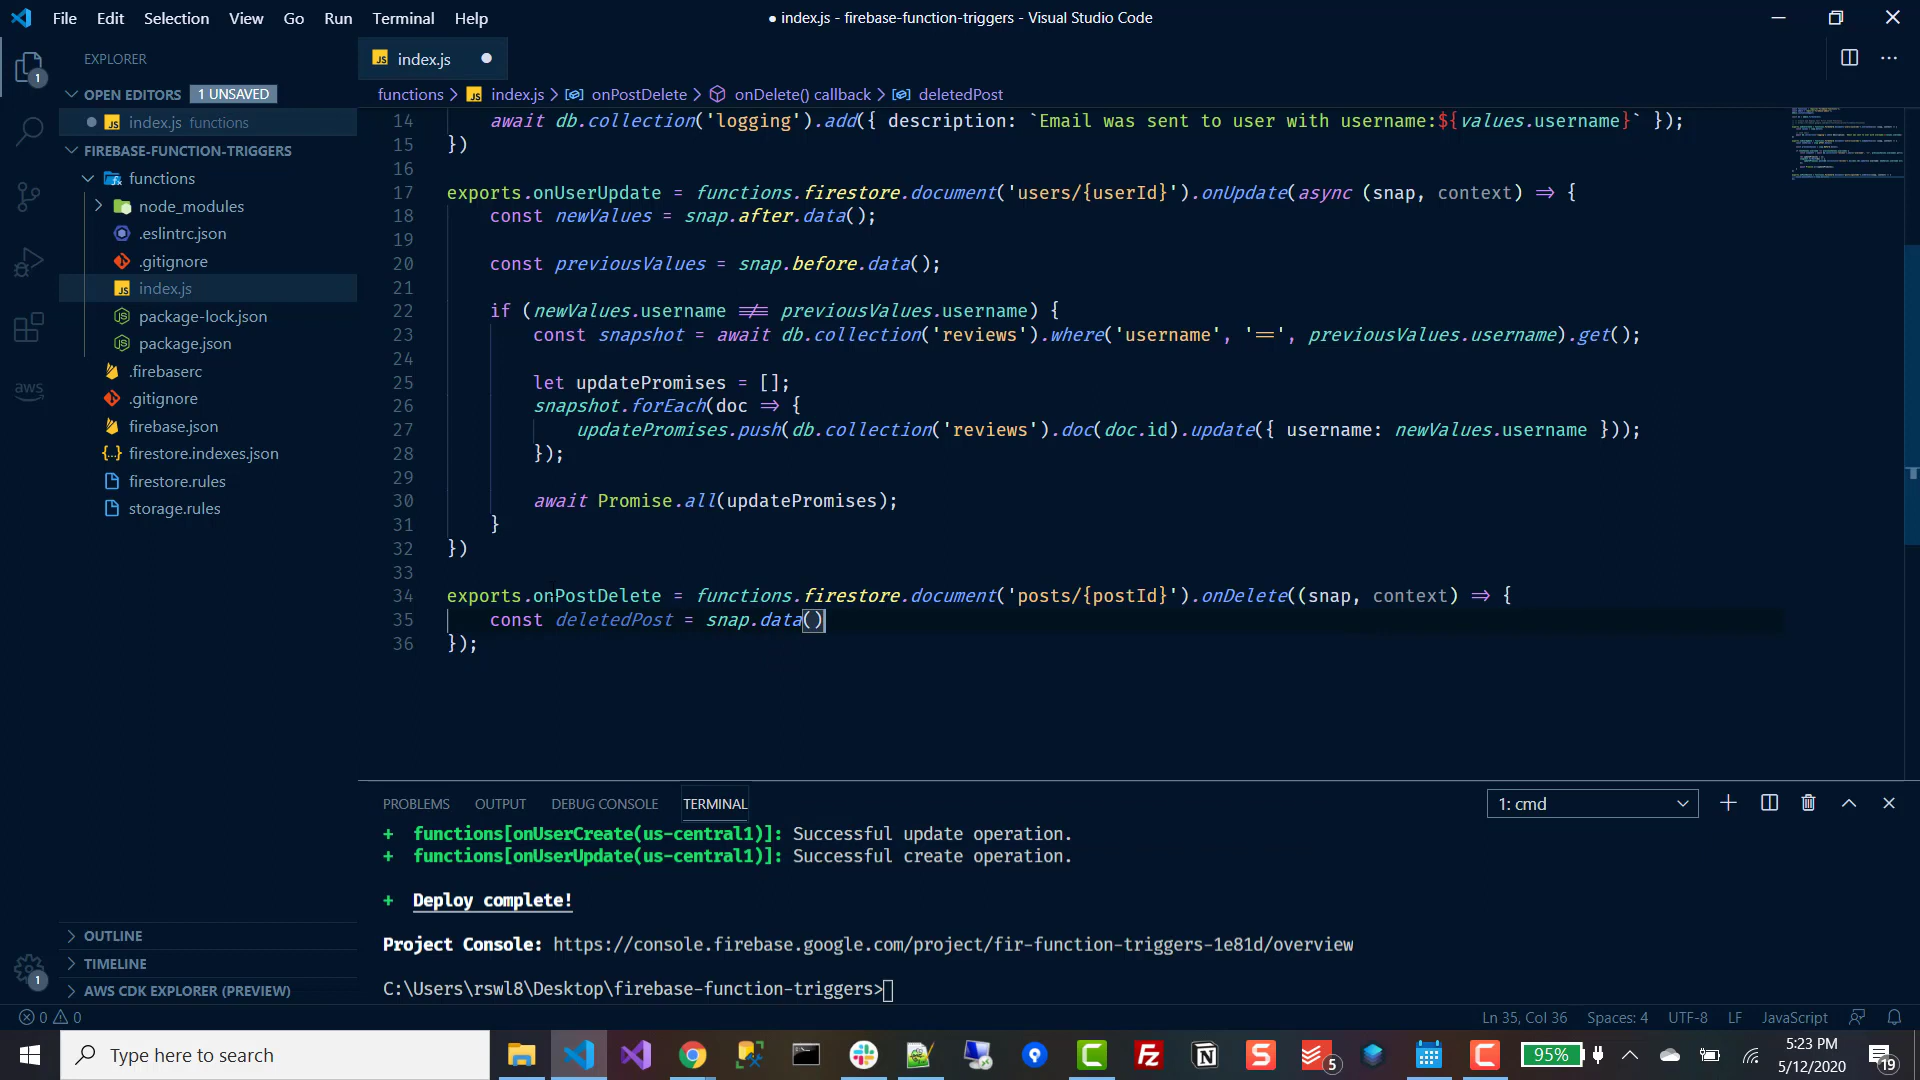 File Edit Selection View Go Run Terminal Help
● index.js - firebase-function-triggers - Visual Studio Code
EXPLORER
OPEN EDITORS 1 UNSAVED
index.js functions
FIREBASE-FUNCTION-TRIGGERS
functions
node_modules
.eslintrc.json
.gitignore
index.js
package-lock.json
package.json
.firebaserc
.gitignore
firebase.json
firestore.indexes.json
firestore.rules
storage.rules
OUTLINE
TIMELINE
AWS CDK EXPLORER (PREVIEW)
1
aws
1
index.js
functions > index.js > onPostDelete > onDelete() callback > deletedPost
14 await db.collection('logging').add({ description: `Email was sent to user with username:${values.username}` });
15 })
16
17 exports.onUserUpdate = functions.firestore.document('users/{userId}').onUpdate(async (snap, context) => {
18 const newValues = snap.after.data();
19
20 const previousValues = snap.before.data();
21
22 if (newValues.username !== previousValues.username) {
23 const snapshot = await db.collection('reviews').where('username', '==', previousValues.username).get();
24
25 let updatePromises = [];
26 snapshot.forEach(doc => {
27 updatePromises.push(db.collection('reviews').doc(doc.id).update({ username: newValues.username }));
28 });
29
30 await Promise.all(updatePromises);
31 }
32 })
33
34 exports.onPostDelete = functions.firestore.document('posts/{postId}').onDelete((snap, context) => {
35 const deletedPost = snap.data()
36 });
PROBLEMS OUTPUT DEBUG CONSOLE TERMINAL
1: cmd
+ functions[onUserCreate(us-central1)]: Successful update operation.
+ functions[onUserUpdate(us-central1)]: Successful create operation.
+ Deploy complete!
Project Console: https://console.firebase.google.com/project/fir-function-triggers-1e81d/overview
C:\Users\rswl8\Desktop\firebase-function-triggers>
0 0
Ln 35, Col 36 Spaces: 4 UTF-8 LF JavaScript
Type here to search
5
95%
5:23 PM
5/12/2020
19